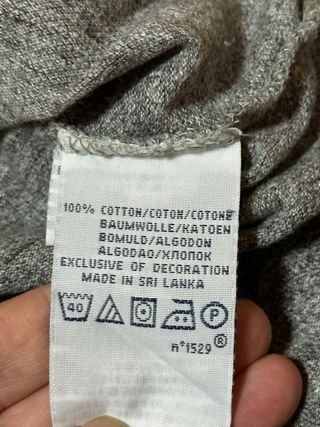 100% COTTON/COTON/COTONE
BAUMWOLLE/KATOEN
BOMULD/ALGODON
ALGODAO/ХЛОПОК
EXCLUSIVE OF DECORATION
MADE IN SRI LANKA
40 P
n°1529 ®